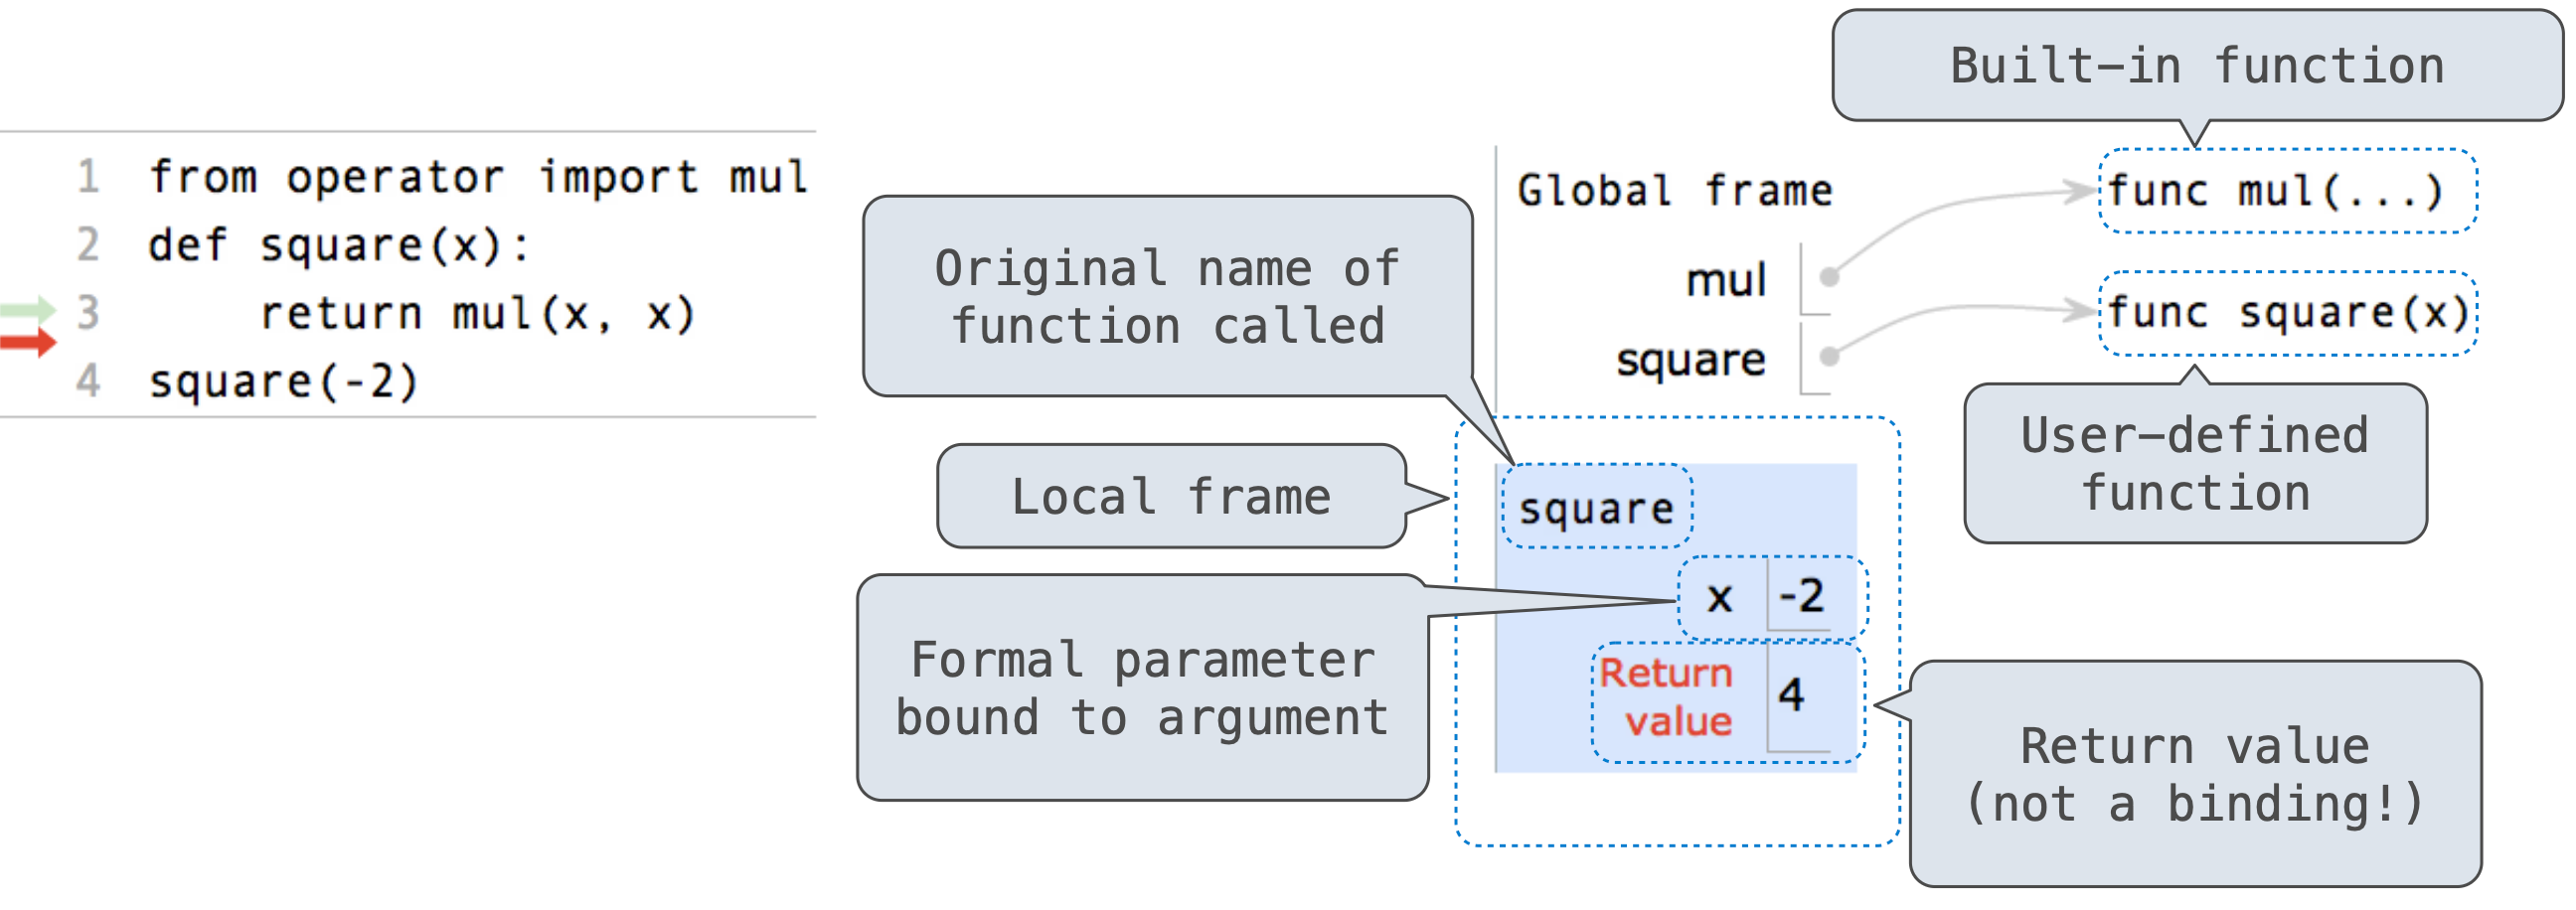 1 from operator import mul
2 def square(x):
3     return mul(x, x)
4 square(-2)
Built-in function
Original name of
function called
Global frame
mul
square
func mul(...)
func square(x)
User-defined
function
Local frame
square
x -2
Return
value
4
Formal parameter
bound to argument
Return value
(not a binding!)